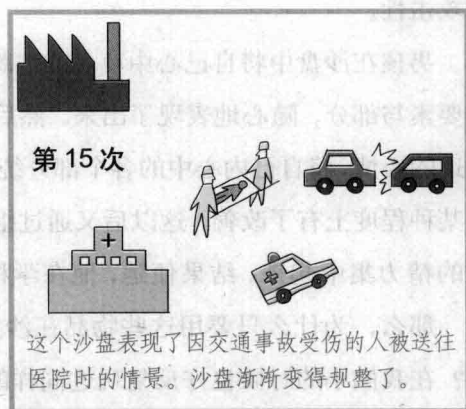 第15次
这个沙盘表现了因交通事故受伤的人被送往
医院时的情景。沙盘渐渐变得规整了。